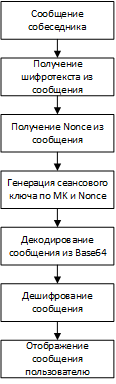 Сообщение
собеседника
Получение
шифротекста из
сообщения
Получение Nonce из
сообщения
Генерация сеансового
ключа по МК и Nonce
Декодирование
сообщения из Base64
Дешифрование
сообщения
Отображение
сообщения
пользователю